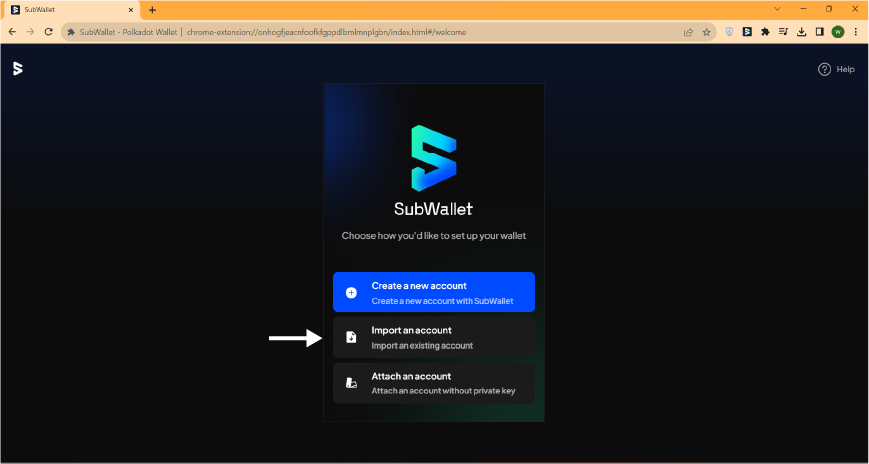 SubWallet
SubWallet - Polkadot Wallet | chrome-extension://onhogfjeacnfoofkfgppdlbmlmnplgbn/index.html#/welcome
W
Help
SubWallet
Choose how you'd like to set up your wallet
Create a new account
Create a new account with SubWallet
Import an account
Import an existing account
Attach an account
Attach an account without private key